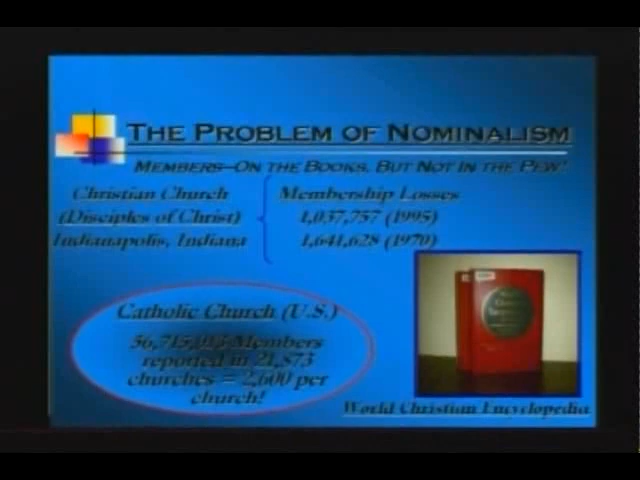 The Problem of Nominalism
Members—On the Books, But Not In the Pew!
Christian Church
(Disciples of Christ)
Indianapolis, Indiana
Membership Losses
1,037,757 (1995)
1,641,628 (1970)
Catholic Church (U.S.)
Members
reported in 21,873
churches = 2,600 per
church!
World Christian Encyclopedia